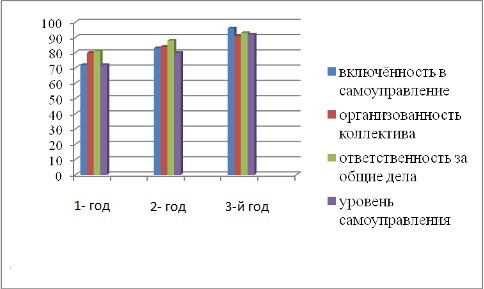 100
90
80
70
60
50
40
30
20
10
0
1- год
2- год
3-й год
включённость в
самоуправление
организованность
коллектива
ответственность за
общие дела
уровень
самоуправления